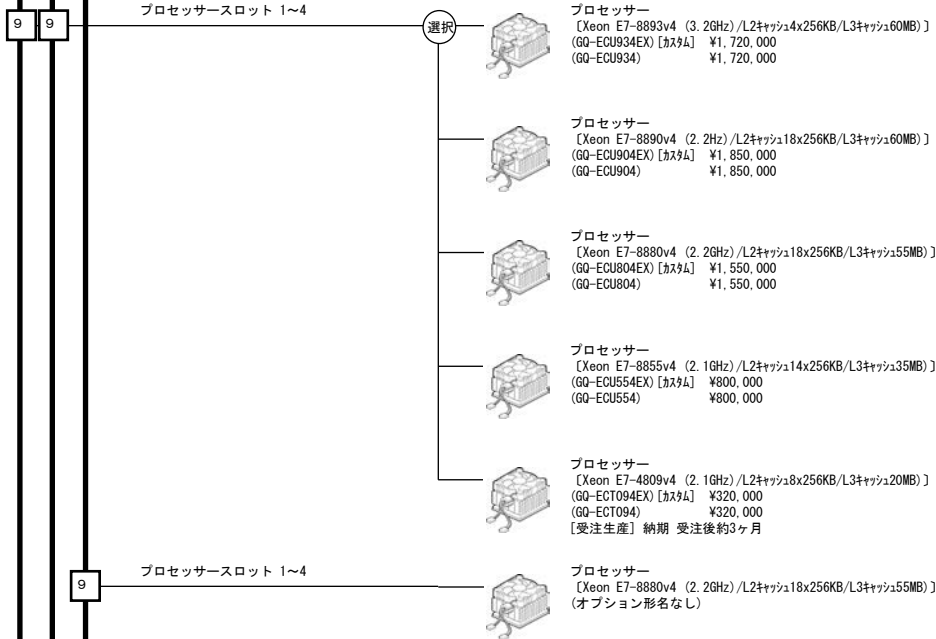 9 9
プロセッサースロット 1～4
選択
プロセッサー
〔Xeon E7-8893v4 (3.2GHz)/L2ｷｬｯｼｭ4x256KB/L3ｷｬｯｼｭ60MB)〕
(GQ-ECU934EX)[ｶｽﾀﾑ] ¥1,720,000
(GQ-ECU934) ¥1,720,000
プロセッサー
〔Xeon E7-8890v4 (2.2Hz)/L2ｷｬｯｼｭ18x256KB/L3ｷｬｯｼｭ60MB)〕
(GQ-ECU904EX)[ｶｽﾀﾑ] ¥1,850,000
(GQ-ECU904) ¥1,850,000
プロセッサー
〔Xeon E7-8880v4 (2.2GHz)/L2ｷｬｯｼｭ18x256KB/L3ｷｬｯｼｭ55MB)〕
(GQ-ECU804EX)[ｶｽﾀﾑ] ¥1,550,000
(GQ-ECU804) ¥1,550,000
プロセッサー
〔Xeon E7-8855v4 (2.1GHz)/L2ｷｬｯｼｭ14x256KB/L3ｷｬｯｼｭ35MB)〕
(GQ-ECU554EX)[ｶｽﾀﾑ] ¥800,000
(GQ-ECU554) ¥800,000
プロセッサー
〔Xeon E7-4809v4 (2.1GHz)/L2ｷｬｯｼｭ8x256KB/L3ｷｬｯｼｭ20MB)〕
(GQ-ECT094EX)[ｶｽﾀﾑ] ¥320,000
(GQ-ECT094) ¥320,000
[受注生産] 納期 受注後約3ヶ月
9
プロセッサースロット 1～4
プロセッサー
〔Xeon E7-8880v4 (2.2GHz)/L2ｷｬｯｼｭ18x256KB/L3ｷｬｯｼｭ55MB)〕
(オプション形名なし)